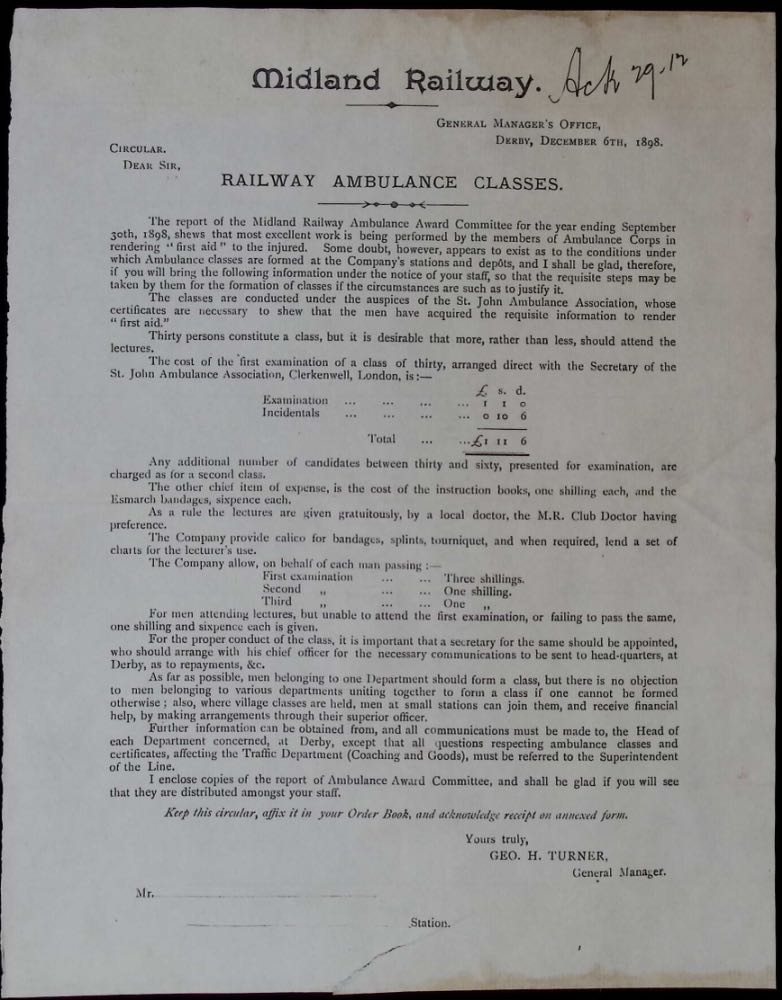 Midland Railway. Ack 29.12
GENERAL MANAGER'S OFFICE,
DERBY, DECEMBER 6TH, 1898.
CIRCULAR.
DEAR SIR,
RAILWAY AMBULANCE CLASSES.
The report of the Midland Railway Ambulance Award Committee for the year ending September
30th, 1898, shews that most excellent work is being performed by the members of Ambulance Corps in
rendering "first aid" to the injured. Some doubt, however, appears to exist as to the conditions under
which Ambulance classes are formed at the Company's stations and depôts, and I shall be glad, therefore,
if you will bring the following information under the notice of your staff, so that the requisite steps may be
taken by them for the formation of classes if the circumstances are such as to justify it.
The classes are conducted under the auspices of the St. John Ambulance Association, whose
certificates are necessary to shew that the men have acquired the requisite information to render
"first aid."
Thirty persons constitute a class, but it is desirable that more, rather than less, should attend the
lectures.
The cost of the first examination of a class of thirty, arranged direct with the Secretary of the
St. John Ambulance Association, Clerkenwell, London, is:—
£ s. d.
Examination ... ... ... ... 1 1 0
Incidentals ... ... ... ... 0 10 6
Total ... ...£1 11 6
Any additional number of candidates between thirty and sixty, presented for examination, are
charged as for a second class.
The other chief item of expense, is the cost of the instruction books, one shilling each, and the
Esmarch bandages, sixpence each.
As a rule the lectures are given gratuitously, by a local doctor, the M.R. Club Doctor having
preference.
The Company provide calico for bandages, splints, tourniquet, and when required, lend a set of
charts for the lecturer's use.
The Company allow, on behalf of each man passing :—
First examination ... ... Three shillings.
Second " ... ... One shilling.
Third " ... ... One "
For men attending lectures, but unable to attend the first examination, or failing to pass the same,
one shilling and sixpence each is given.
For the proper conduct of the class, it is important that a secretary for the same should be appointed,
who should arrange with his chief officer for the necessary communications to be sent to head-quarters, at
Derby, as to repayments, &c.
As far as possible, men belonging to one Department should form a class, but there is no objection
to men belonging to various departments uniting together to form a class if one cannot be formed
otherwise ; also, where village classes are held, men at small stations can join them, and receive financial
help, by making arrangements through their superior officer.
Further information can be obtained from, and all communications must be made to, the Head of
each Department concerned, at Derby, except that all questions respecting ambulance classes and
certificates, affecting the Traffic Department (Coaching and Goods), must be referred to the Superintendent
of the Line.
I enclose copies of the report of Ambulance Award Committee, and shall be glad if you will see
that they are distributed amongst your staff.
Keep this circular, affix it in your Order Book, and acknowledge receipt on annexed form.
Yours truly,
GEO. H. TURNER,
General Manager.
Mr.
Station.